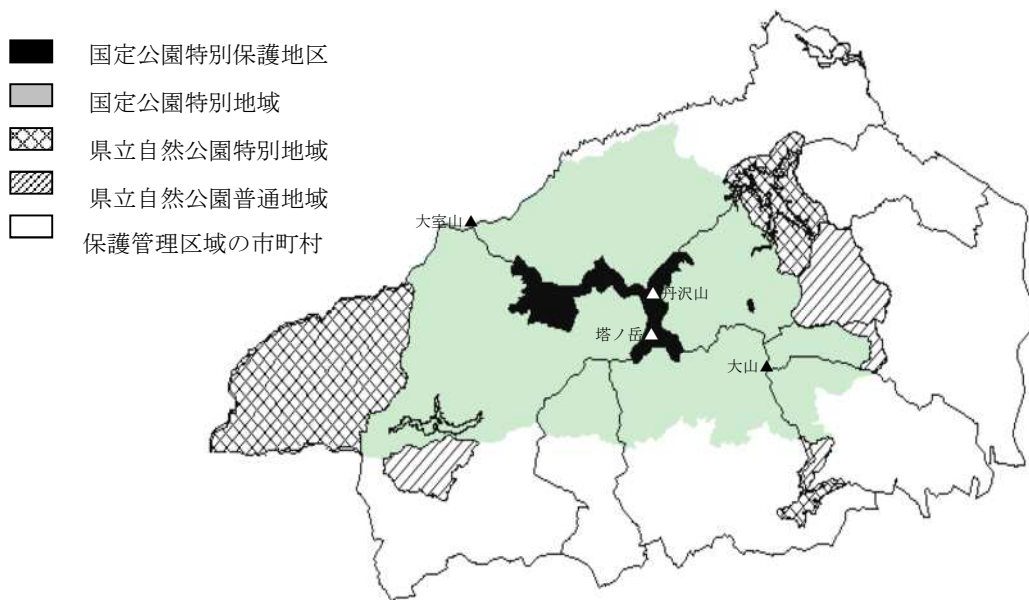 国定公園特別保護地区
国定公園特別地域
県立自然公園特別地域
県立自然公園普通地域
保護管理区域の市町村
大室山
丹沢山
塔ノ岳
大山